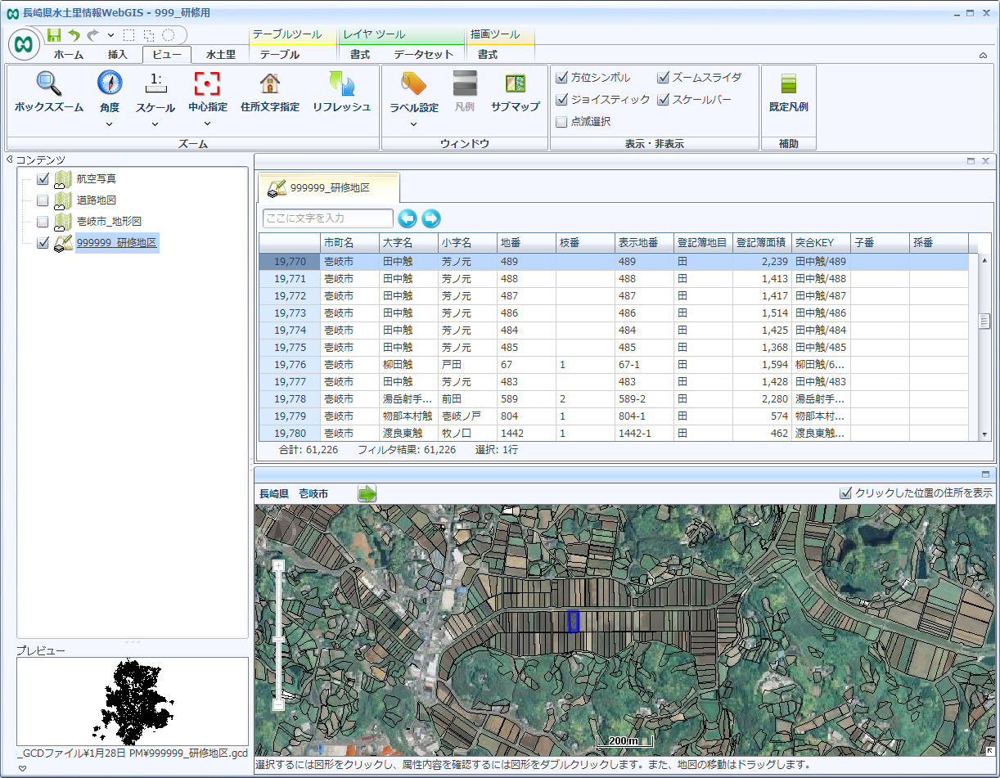 長崎県水土里情報WebGIS - 999_研修用
テーブルツール レイヤ ツール 描画ツール
ホーム 挿入 ビュー 水土里 テーブル 書式 データセット 書式
1:
ボックスズーム 角度 スケール 中心指定 住所文字指定 リフレッシュ ラベル設定 凡例 サブマップ 既定凡例
方位シンボル ズームスライダ
ジョイスティック スケールバー
点滅選択
ズーム ウィンドウ 表示・非表示 補助
コンテンツ
航空写真
道路地図
壱岐市_地形図
999999_研修地区
999999_研修地区
ここに文字を入力
市町名 大字名 小字名 地番 枝番 表示地番 登記簿地目 登記簿面積 突合KEY 子番 孫番
19,770 壱岐市 田中触 芳ノ元 489 489 田 2,239 田中触/489
19,771 壱岐市 田中触 芳ノ元 488 488 田 1,413 田中触/488
19,772 壱岐市 田中触 芳ノ元 487 487 田 1,417 田中触/487
19,773 壱岐市 田中触 芳ノ元 486 486 田 1,514 田中触/486
19,774 壱岐市 田中触 芳ノ元 484 484 田 1,425 田中触/484
19,775 壱岐市 田中触 芳ノ元 485 485 田 1,368 田中触/485
19,776 壱岐市 柳田触 戸田 67 1 67-1 田 1,594 柳田触/6...
19,777 壱岐市 田中触 芳ノ元 483 483 田 1,428 田中触/483
19,778 壱岐市 湯岳射手... 前田 589 2 589-2 田 2,280 湯岳射手...
19,779 壱岐市 物部本村触 壱岐ノ戸 804 1 804-1 田 574 物部本村...
19,780 壱岐市 渡良東触 牧ノ口 1442 1 1442-1 田 462 渡良東触...
合計: 61,226 フィルタ結果: 61,226 選択: 1行
長崎県 壱岐市 クリックした位置の住所を表示
200 m
プレビュー
._GCDファイル¥1月28日 PM¥999999_研修地区.gcd
選択するには図形をクリックし、属性内容を確認するには図形をダブルクリックします。また、地図の移動はドラッグします。